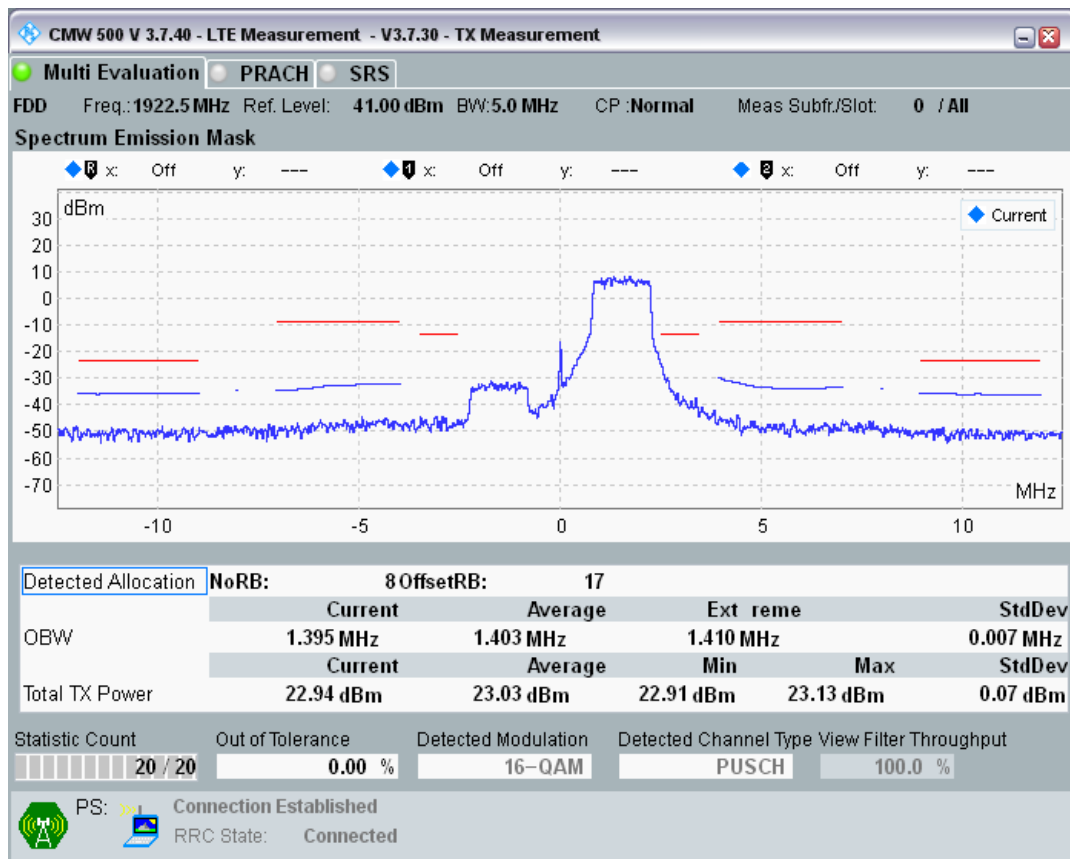 CMW 500 V 3.7.40 - LTE Measurement - V3.7.30 - TX Measurement
Multi Evaluation PRACH SRS
FDD Freq.:1922.5 MHz Ref. Level: 41.00 dBm BW:5.0 MHz CP :Normal Meas Subfr./Slot: 0 / All
Spectrum Emission Mask
R x: Off y: --- 1 x: Off y: --- 2 x: Off y: ---
dBm
Current
30
20
10
0
-10
-20
-30
-40
-50
-60
-70
MHz
-10 -5 0 5 10
Detected Allocation NoRB: 8 OffsetRB: 17
Current Average Ext reme StdDev
OBW 1.395 MHz 1.403 MHz 1.410 MHz 0.007 MHz
Current Average Min Max StdDev
Total TX Power 22.94 dBm 23.03 dBm 22.91 dBm 23.13 dBm 0.07 dBm
Statistic Count Out of Tolerance Detected Modulation Detected Channel Type View Filter Throughput
20 / 20 0.00 % 16-QAM PUSCH 100.0 %
PS: Connection Established
RRC State: Connected